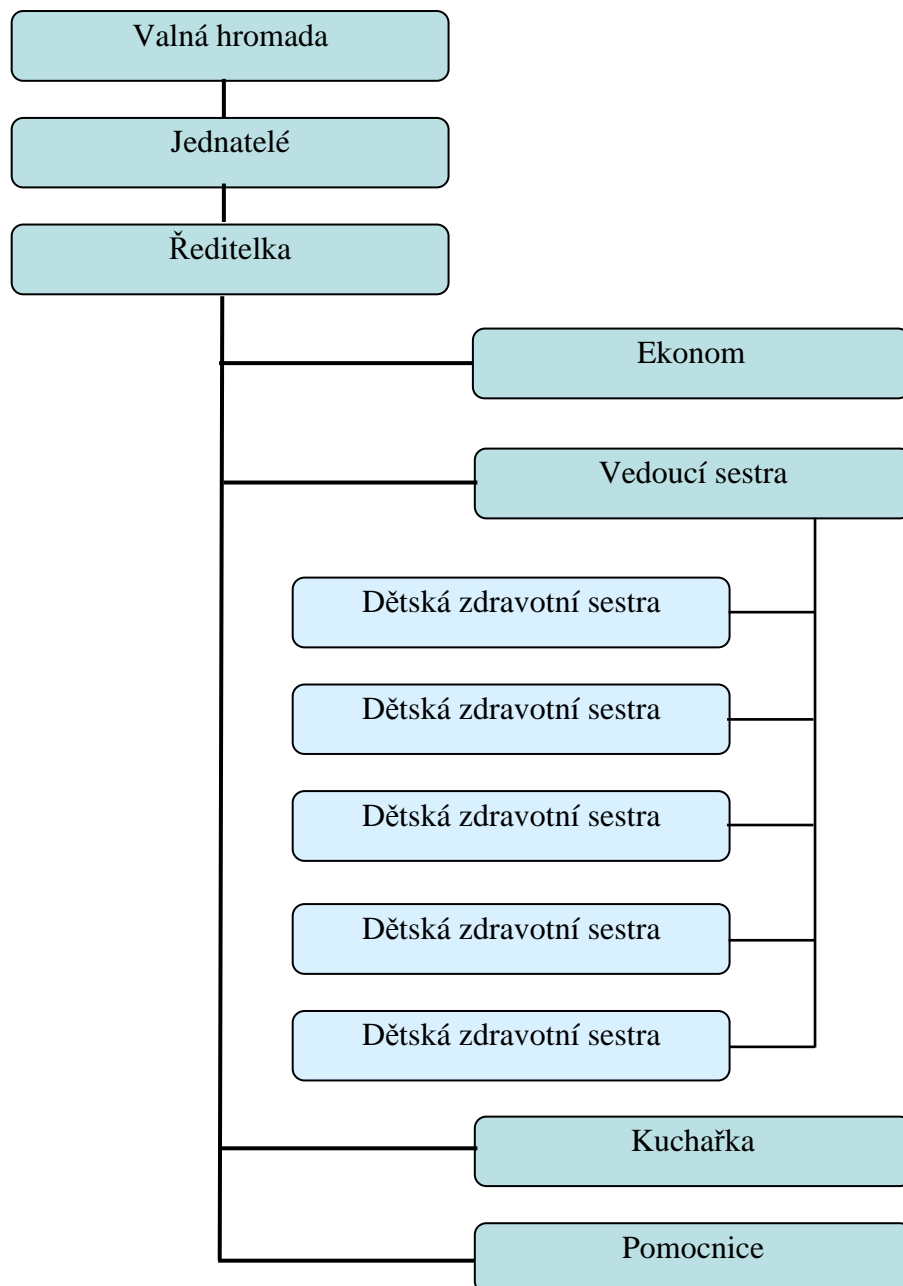 Valná hromada
Jednatelé
Ředitelka
Ekonom
Vedoucí sestra
Dětská zdravotní sestra
Dětská zdravotní sestra
Dětská zdravotní sestra
Dětská zdravotní sestra
Dětská zdravotní sestra
Kuchařka
Pomocnice